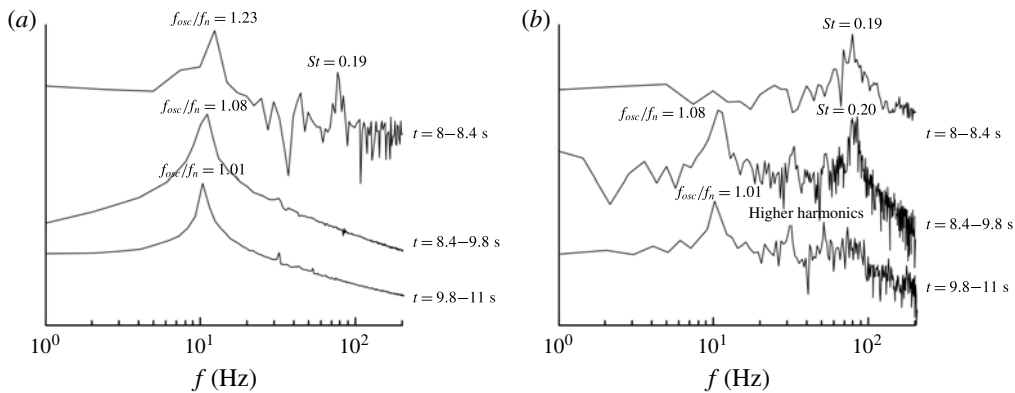 (a)
f_osc/f_n = 1.23
St = 0.19
f_osc/f_n = 1.08
t = 8–8.4 s
f_osc/f_n = 1.01
t = 8.4–9.8 s
t = 9.8–11 s
10^0
10^1
10^2
f (Hz)
(b)
St = 0.19
f_osc/f_n = 1.08
St = 0.20
t = 8–8.4 s
f_osc/f_n = 1.01
Higher harmonics
t = 8.4–9.8 s
t = 9.8–11 s
10^0
10^1
10^2
f (Hz)